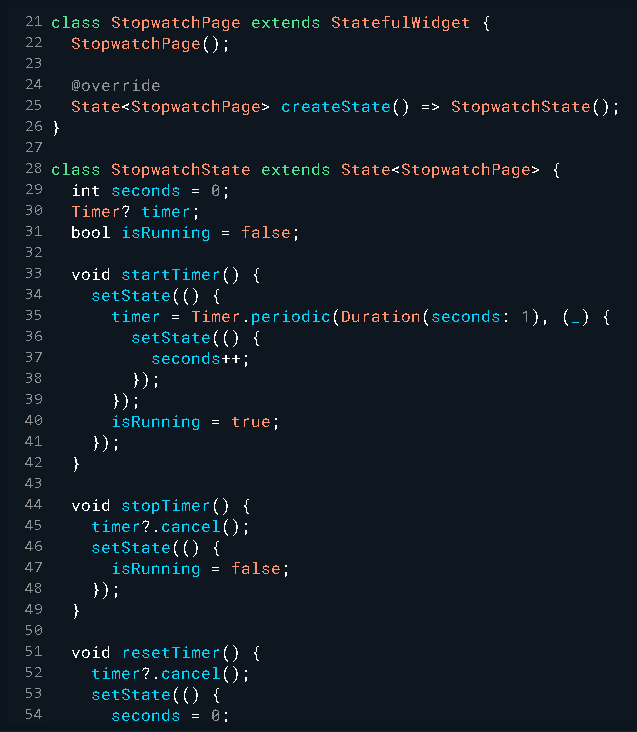 21 class StopwatchPage extends StatefulWidget {
22   StopwatchPage();
23
24   @override
25   State<StopwatchPage> createState() => StopwatchState();
26 }
27
28 class StopwatchState extends State<StopwatchPage> {
29   int seconds = 0;
30   Timer? timer;
31   bool isRunning = false;
32
33   void startTimer() {
34     setState(() {
35       timer = Timer.periodic(Duration(seconds: 1), (_) {
36         setState(() {
37           seconds++;
38         });
39       });
40       isRunning = true;
41     });
42   }
43
44   void stopTimer() {
45     timer?.cancel();
46     setState(() {
47       isRunning = false;
48     });
49   }
50
51   void resetTimer() {
52     timer?.cancel();
53     setState(() {
54       seconds = 0;